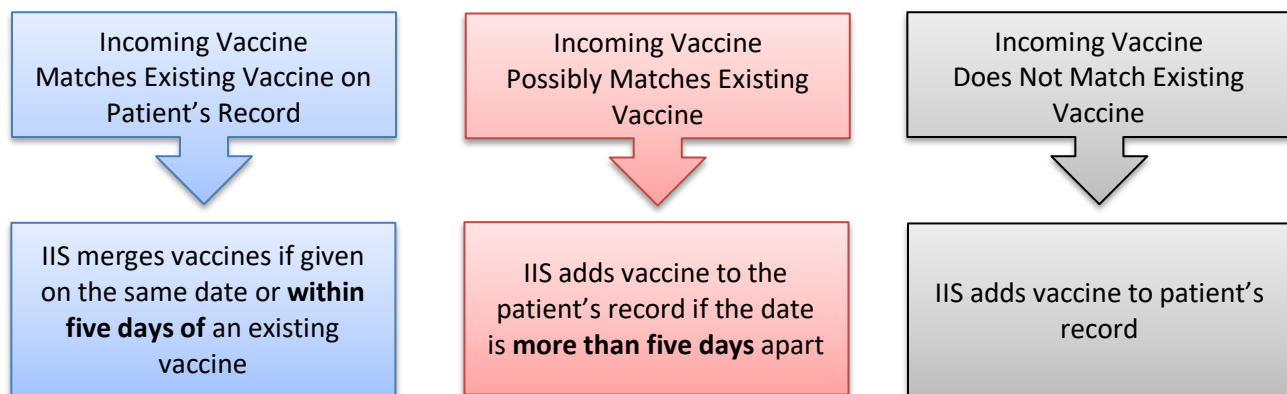 Incoming Vaccine
Matches Existing Vaccine on
Patient’s Record
IIS merges vaccines if given
on the same date or within
five days of an existing
vaccine
Incoming Vaccine
Possibly Matches Existing
Vaccine
IIS adds vaccine to the
patient’s record if the date
is more than five days apart
Incoming Vaccine
Does Not Match Existing
Vaccine
IIS adds vaccine to patient’s
record